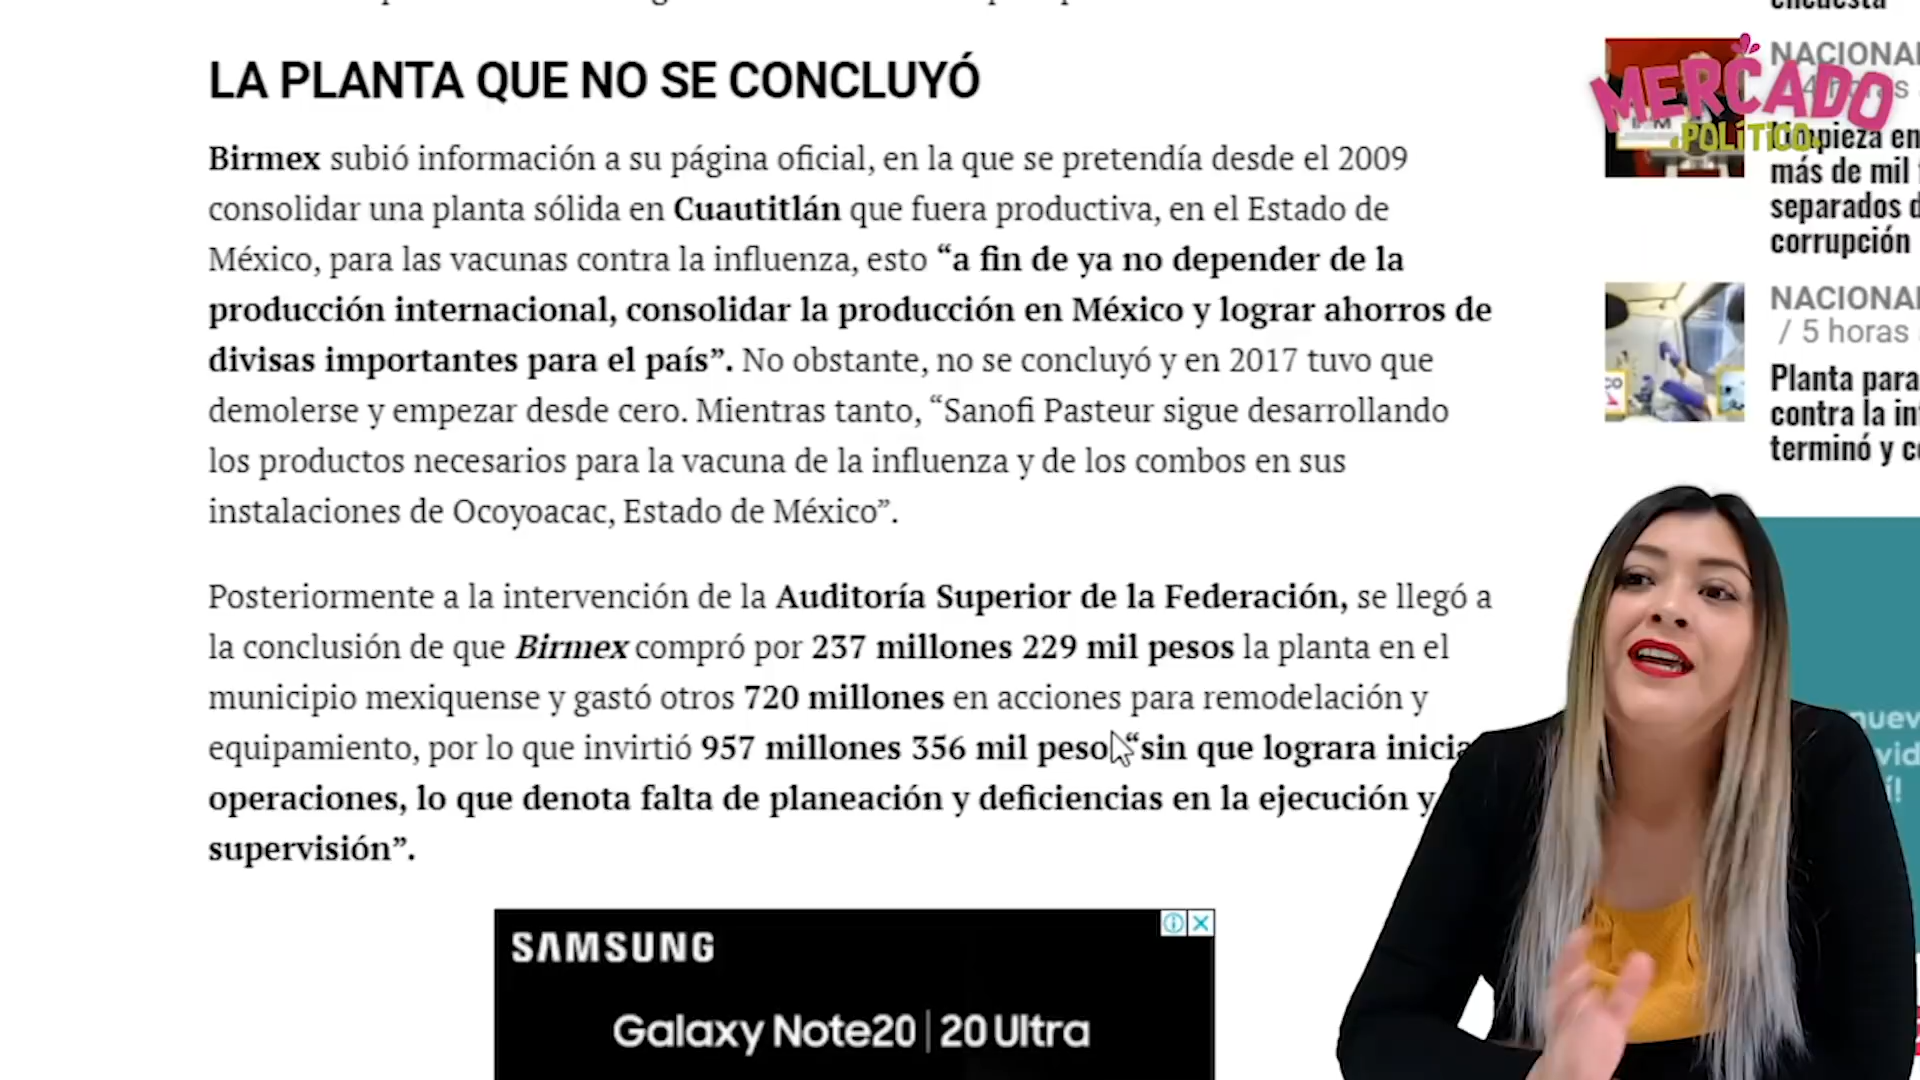 LA PLANTA QUE NO SE CONCLUYÓ
Birmex subió información a su página oficial, en la que se pretendía desde el 2009
consolidar una planta sólida en Cuautitlán que fuera productiva, en el Estado de
México, para las vacunas contra la influenza, esto “a fin de ya no depender de la
producción internacional, consolidar la producción en México y lograr ahorros de
divisas importantes para el país”. No obstante, no se concluyó y en 2017 tuvo que
demolerse y empezar desde cero. Mientras tanto, “Sanofi Pasteur sigue desarrollando
los productos necesarios para la vacuna de la influenza y de los combos en sus
instalaciones de Ocoyoacac, Estado de México”.
Posteriormente a la intervención de la Auditoría Superior de la Federación, se llegó a
la conclusión de que Birmex compró por 237 millones 229 mil pesos la planta en el
municipio mexiquense y gastó otros 720 millones en acciones para remodelación y
equipamiento, por lo que invirtió 957 millones 356 mil peso “sin que lograra inicia
operaciones, lo que denota falta de planeación y deficiencias en la ejecución y
supervisión”.
SAMSUNG
Galaxy Note20 | 20 Ultra
encuesta
NACIONAL
MERCADO
POLÍTICO
en
más de mil
separados d
corrupción
NACIONAL
/ 5 horas
Planta para
contra la in
terminó y c
nuev
vid
í!